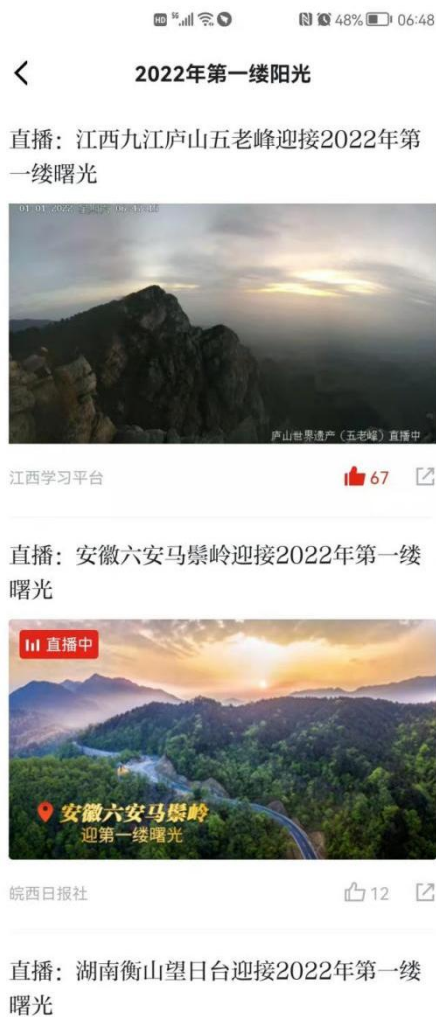 HD 5G 48% 06:48
2022年第一缕阳光
直播：江西九江庐山五老峰迎接2022年第
一缕曙光
01-01-2022
庐山世界遗产（五老峰）直播中
江西学习平台 67
直播：安徽六安马鬃岭迎接2022年第一缕
曙光
直播中
安徽六安马鬃岭
迎第一缕曙光
皖西日报社 12
直播：湖南衡山望日台迎接2022年第一缕
曙光